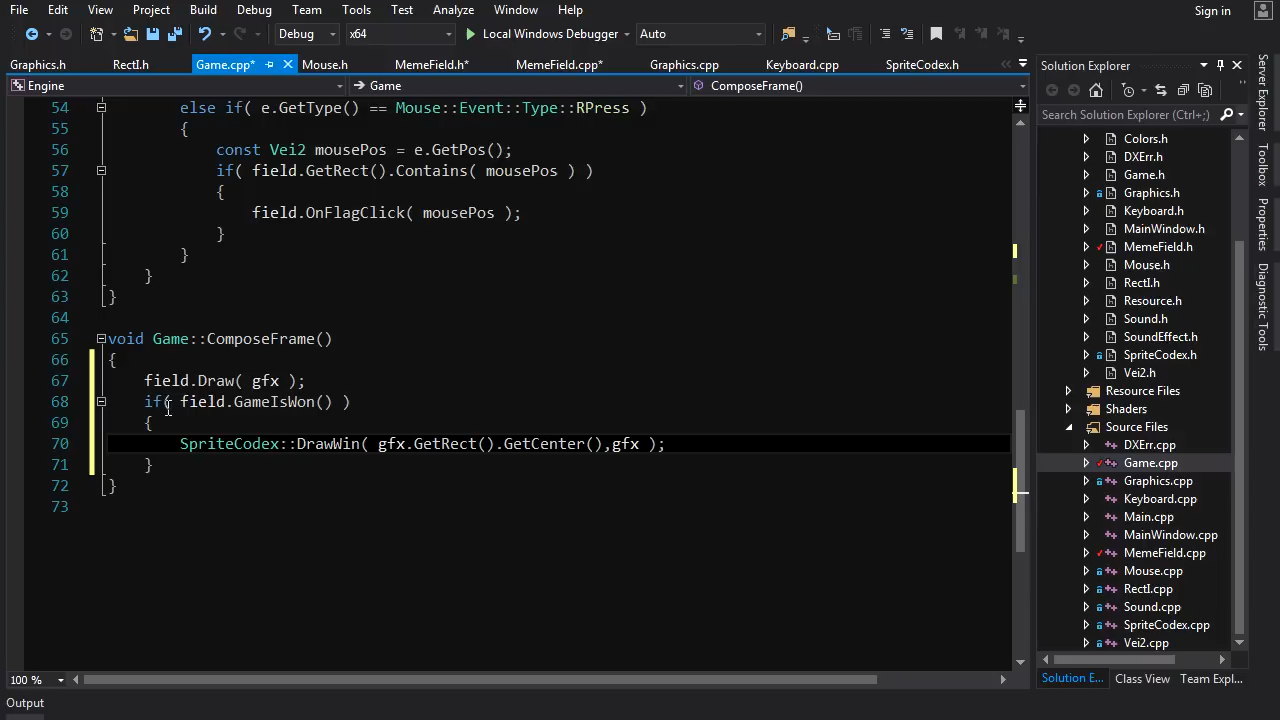 File Edit View Project Build Debug Team Tools Test Analyze Window Help Sign in
Debug x64 Local Windows Debugger Auto
Graphics.h RectI.h Game.cpp* Mouse.h MemeField.h* MemeField.cpp* Graphics.cpp Keyboard.cpp SpriteCodex.h
Engine Game ComposeFrame()
54 else if( e.GetType() == Mouse::Event::Type::RPress )
55 {
56 const Vei2 mousePos = e.GetPos();
57 if( field.GetRect().Contains( mousePos ) )
58 {
59 field.OnFlagClick( mousePos );
60 }
61 }
62 }
63 }
64
65 void Game::ComposeFrame()
66 {
67 field.Draw( gfx );
68 if( field.GameIsWon() )
69 {
70 SpriteCodex::DrawWin( gfx.GetRect().GetCenter(),gfx );
71 }
72 }
73
100 %
Output
Solution Explorer
Search Solution Explorer (Ctrl+;)
Colors.h
DXErr.h
Game.h
Graphics.h
Keyboard.h
MainWindow.h
MemeField.h
Mouse.h
RectI.h
Resource.h
Sound.h
SoundEffect.h
SpriteCodex.h
Vei2.h
Resource Files
Shaders
Source Files
DXErr.cpp
Game.cpp
Graphics.cpp
Keyboard.cpp
Main.cpp
MainWindow.cpp
MemeField.cpp
Mouse.cpp
RectI.cpp
Sound.cpp
SpriteCodex.cpp
Vei2.cpp
Solution E... Class View Team Expl...
Server Explorer
Toolbox
Properties
Diagnostic Tools